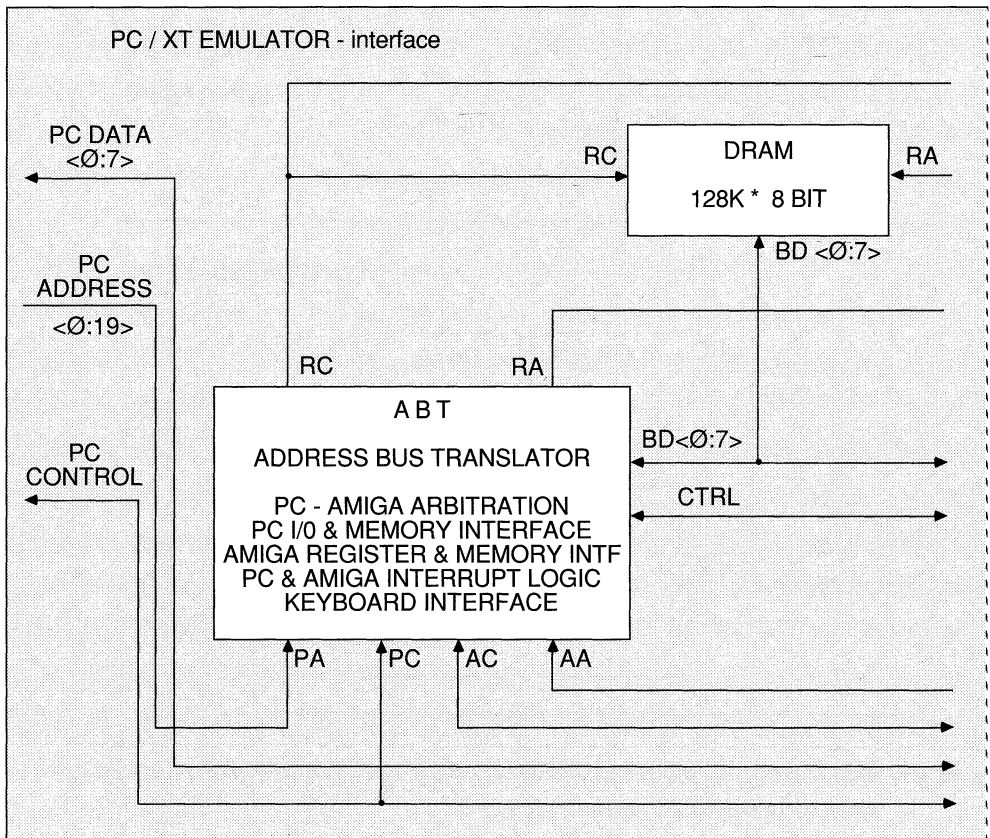 PC / XT EMULATOR - interface
PC DATA
<Ø:7>
RC
DRAM
128K * 8 BIT
RA
BD <Ø:7>
PC
ADDRESS
<Ø:19>
RC
RA
A B T
ADDRESS BUS TRANSLATOR
PC - AMIGA ARBITRATION
PC I/0 & MEMORY INTERFACE
AMIGA REGISTER & MEMORY INTF
PC & AMIGA INTERRUPT LOGIC
KEYBOARD INTERFACE
BD<Ø:7>
CTRL
PC
CONTROL
PA
PC
AC
AA